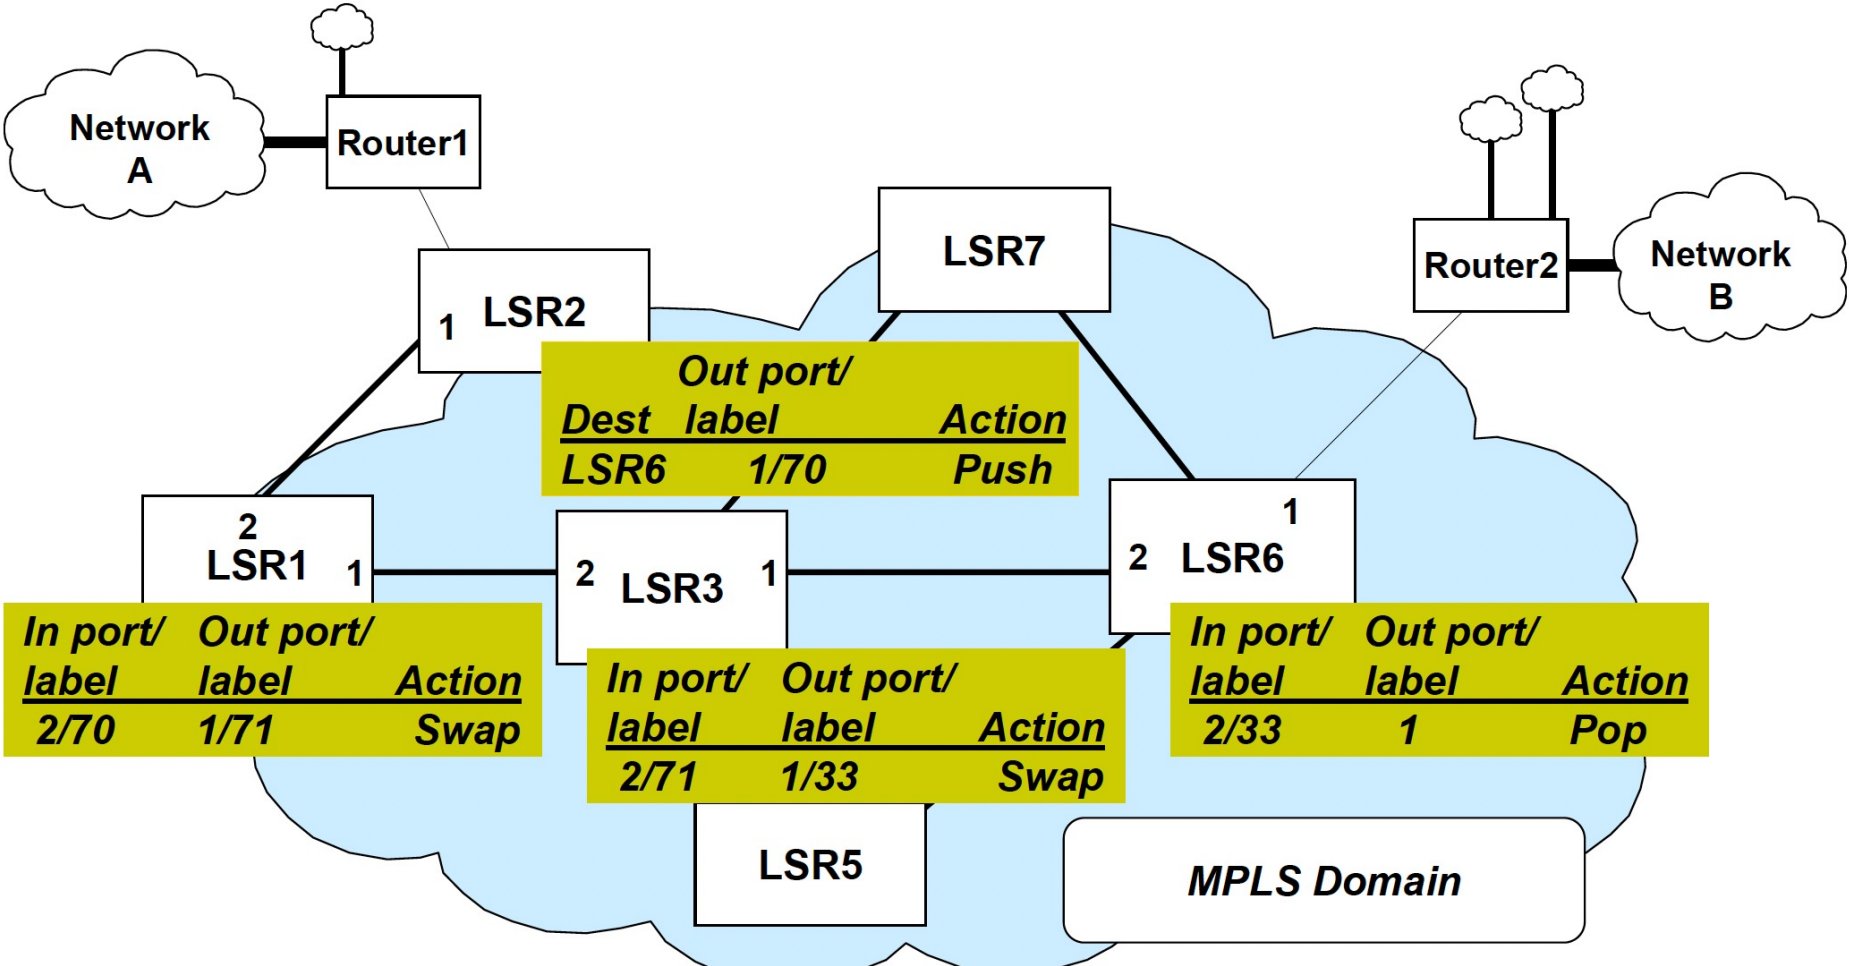 Network
A
Router1
LSR7
Router2
Network
B
LSR2
1
Out port/
Dest label Action
LSR6 1/70 Push
2
LSR1
1
2
LSR3
1
1
2
LSR6
In port/ Out port/
label label Action
2/70 1/71 Swap
In port/ Out port/
label label Action
2/71 1/33 Swap
In port/ Out port/
label label Action
2/33 1 Pop
LSR5
MPLS Domain